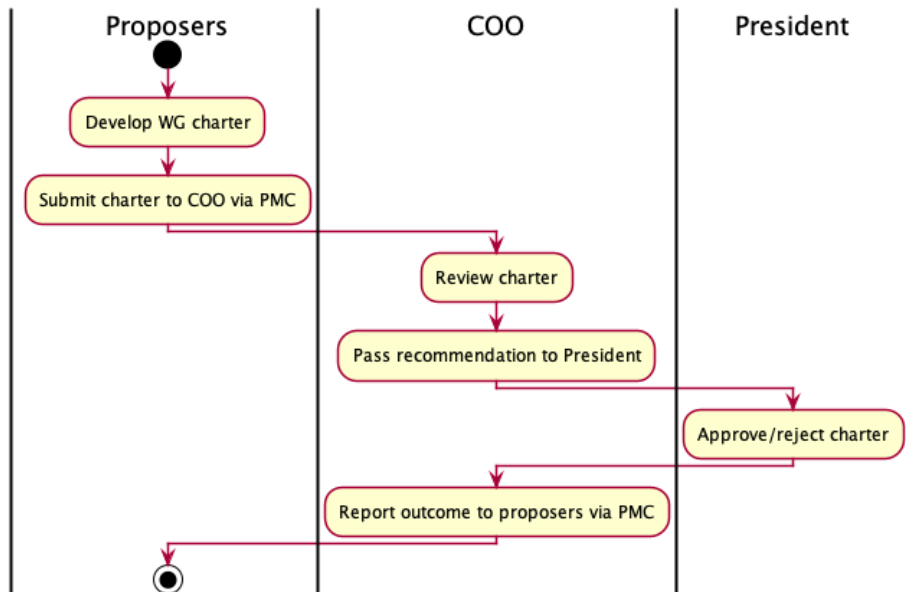 Proposers
COO
President
Develop WG charter
Submit charter to COO via PMC
Review charter
Pass recommendation to President
Approve/reject charter
Report outcome to proposers via PMC